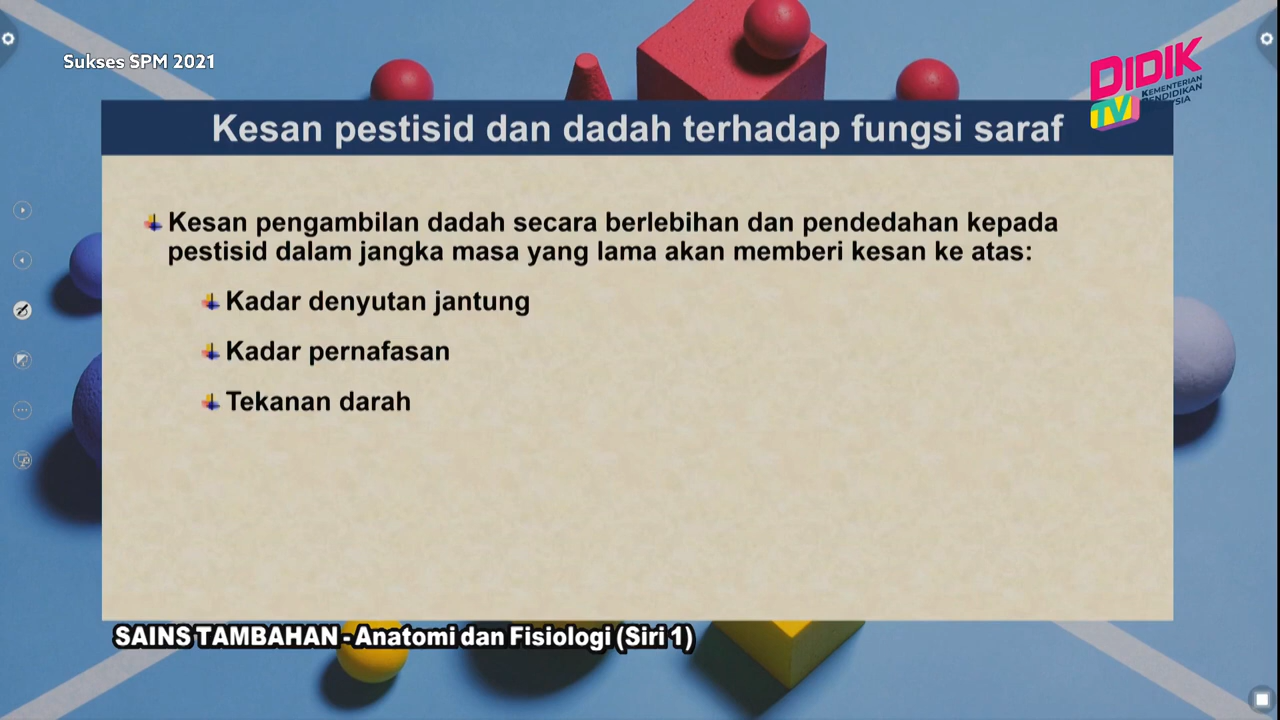 Sukses SPM 2021
DIDIK
TV
KEMENTERIAN
PENDIDIKAN
Kesan pestisid dan dadah terhadap fungsi saraf
Kesan pengambilan dadah secara berlebihan dan pendedahan kepada
pestisid dalam jangka masa yang lama akan memberi kesan ke atas:
Kadar denyutan jantung
Kadar pernafasan
Tekanan darah
SAINS TAMBAHAN - Anatomi dan Fisiologi (Siri 1)